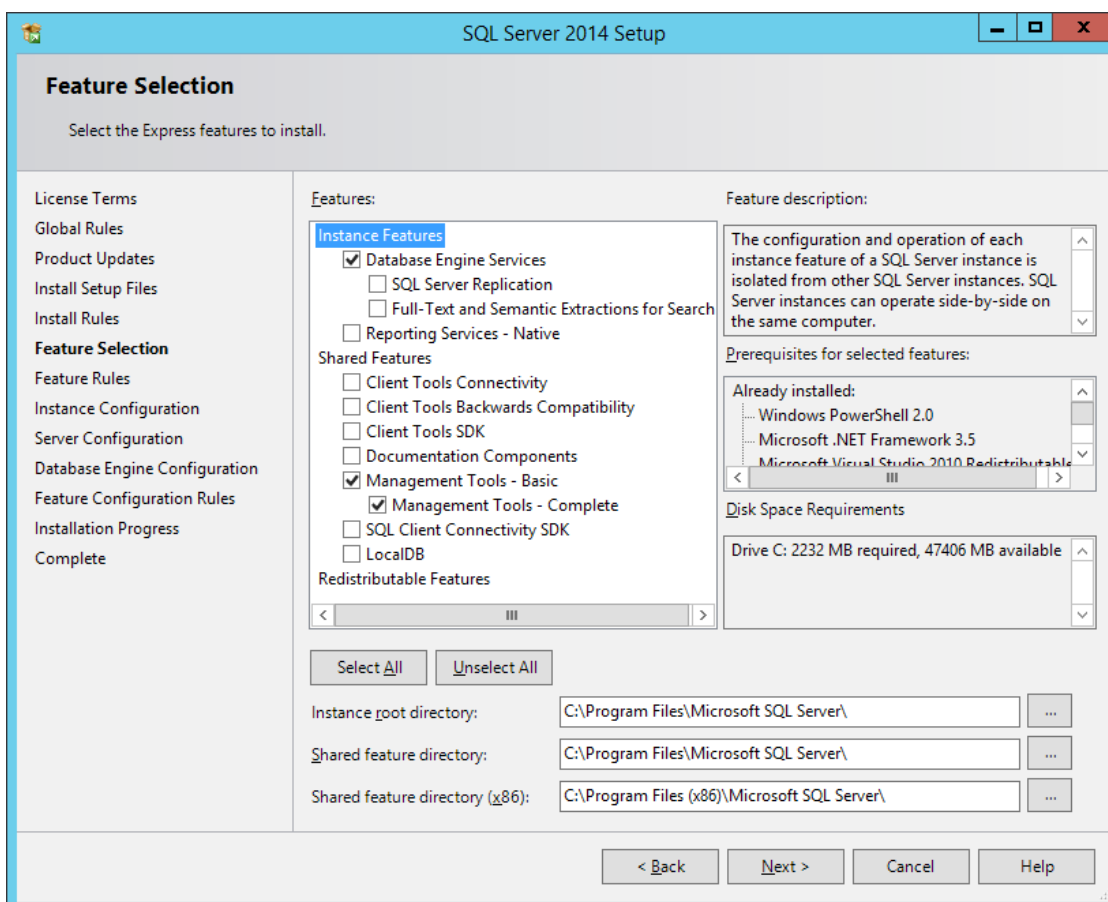 SQL Server 2014 Setup
Feature Selection
Select the Express features to install.
License Terms
Global Rules
Product Updates
Install Setup Files
Install Rules
Feature Selection
Feature Rules
Instance Configuration
Server Configuration
Database Engine Configuration
Feature Configuration Rules
Installation Progress
Complete
Features:
Instance Features
Database Engine Services
SQL Server Replication
Full-Text and Semantic Extractions for Search
Reporting Services - Native
Shared Features
Client Tools Connectivity
Client Tools Backwards Compatibility
Client Tools SDK
Documentation Components
Management Tools - Basic
Management Tools - Complete
SQL Client Connectivity SDK
LocalDB
Redistributable Features
Feature description:
The configuration and operation of each
instance feature of a SQL Server instance is
isolated from other SQL Server instances. SQL
Server instances can operate side-by-side on
the same computer.
Prerequisites for selected features:
Already installed:
Windows PowerShell 2.0
Microsoft .NET Framework 3.5
Microsoft Visual Studio 2010 Redistributable
Disk Space Requirements
Drive C: 2232 MB required, 47406 MB available
Select All
Unselect All
Instance root directory:
C:\Program Files\Microsoft SQL Server\
...
Shared feature directory:
C:\Program Files\Microsoft SQL Server\
...
Shared feature directory (x86):
C:\Program Files (x86)\Microsoft SQL Server\
...
< Back
Next >
Cancel
Help